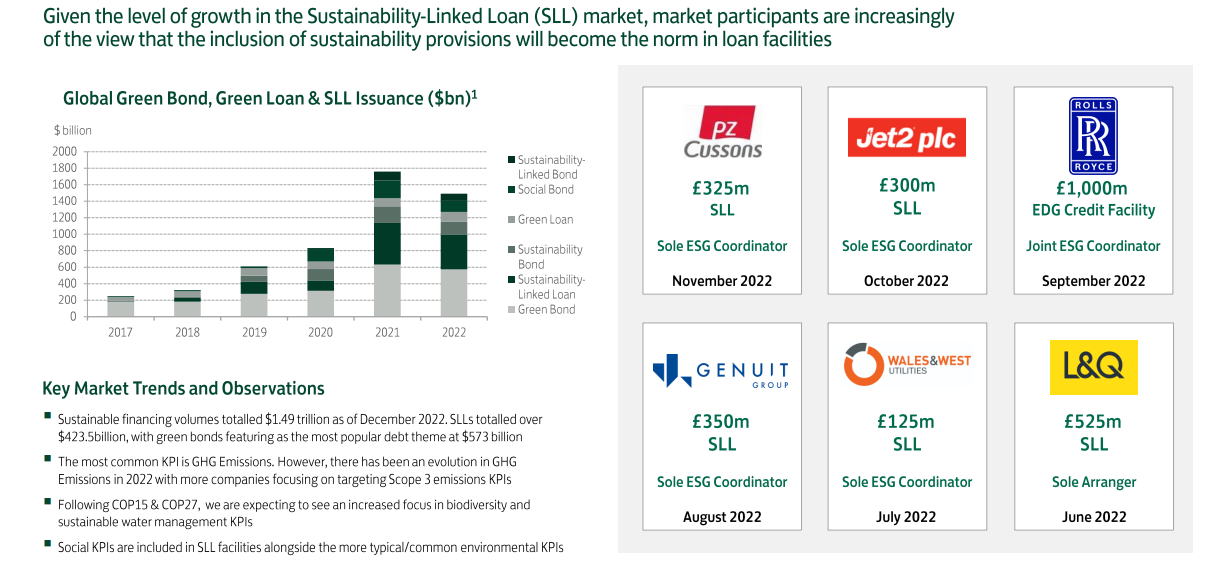 Given the level of growth in the Sustainability-Linked Loan (SLL) market, market participants are increasingly
of the view that the inclusion of sustainability provisions will become the norm in loan facilities
Global Green Bond, Green Loan & SLL Issuance ($bn)1
$ billion
2000
1800
1600
1400
1200
1000
800
600
400
200
0
2017
2018
2019
2020
2021
2022
Sustainability-
Linked Bond
Social Bond
Green Loan
Sustainability
Bond
Sustainability-
Linked Loan
Green Bond
Key Market Trends and Observations
Sustainable financing volumes totalled $1.49 trillion as of December 2022. SLLs totalled over
$423.5billion, with green bonds featuring as the most popular debt theme at $573 billion
The most common KPI is GHG Emissions. However, there has been an evolution in GHG
Emissions in 2022 with more companies focusing on targeting Scope 3 emissions KPIs
Following COP15 & COP27, we are expecting to see an increased focus in biodiversity and
sustainable water management KPIs
Social KPIs are included in SLL facilities alongside the more typical/common environmental KPIs
PZ
Cussons
£325m
SLL
Sole ESG Coordinator
November 2022
Jet2 plc
£300m
SLL
Sole ESG Coordinator
October 2022
ROLLS
RR
ROYCE
£1,000m
EDG Credit Facility
Joint ESG Coordinator
September 2022
GENUIT
GROUP
£350m
SLL
Sole ESG Coordinator
August 2022
WALES&WEST
UTILITIES
£125m
SLL
Sole ESG Coordinator
July 2022
L&Q
£525m
SLL
Sole Arranger
June 2022